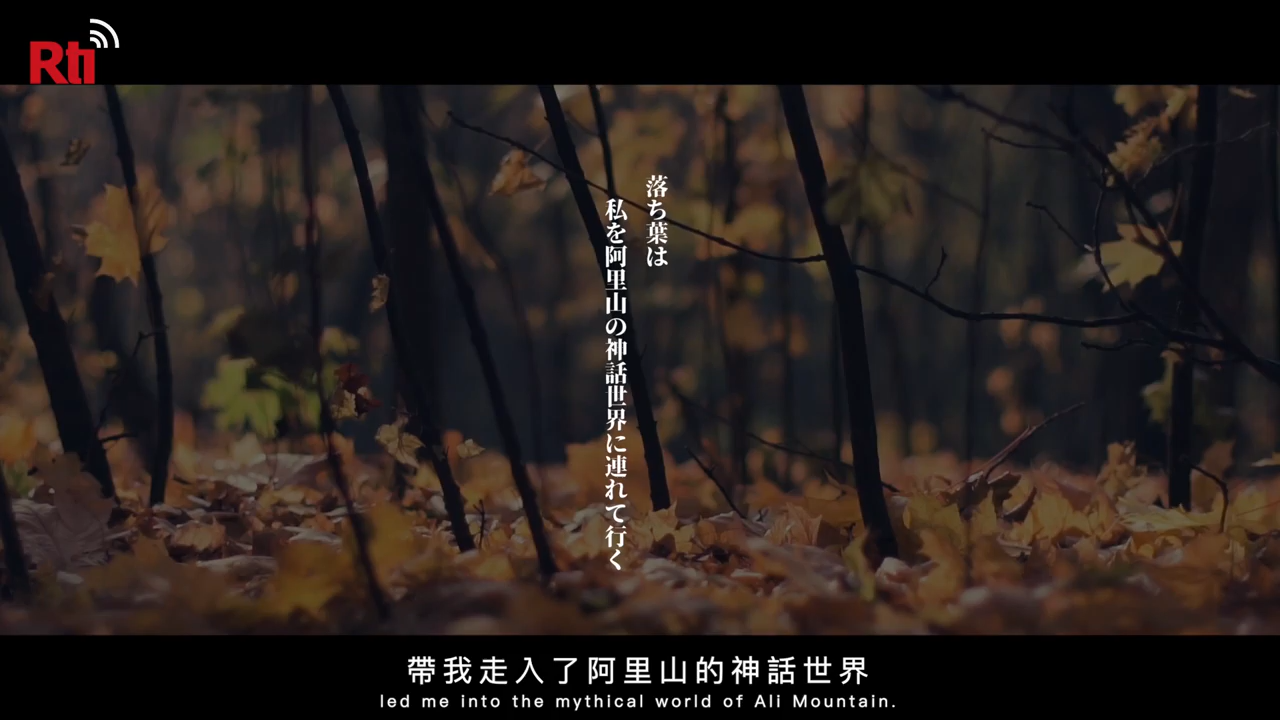 Rti
落ち葉は
私を阿里山の神話世界に連れて行く
帶我走入了阿里山的神話世界
led me into the mythical world of Ali Mountain.